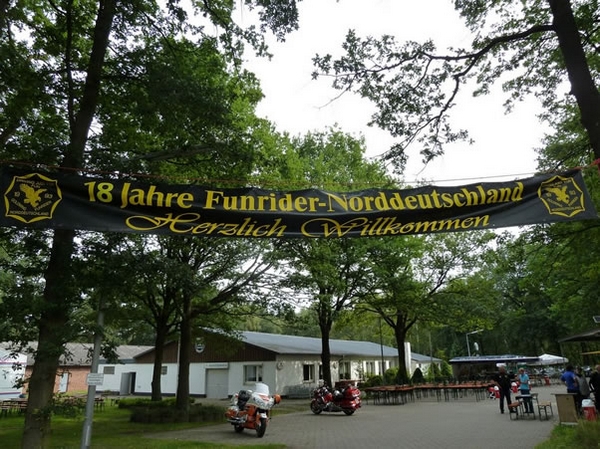 18 Jahre Funrider-Norddeutschland
Herzlich Willkommen